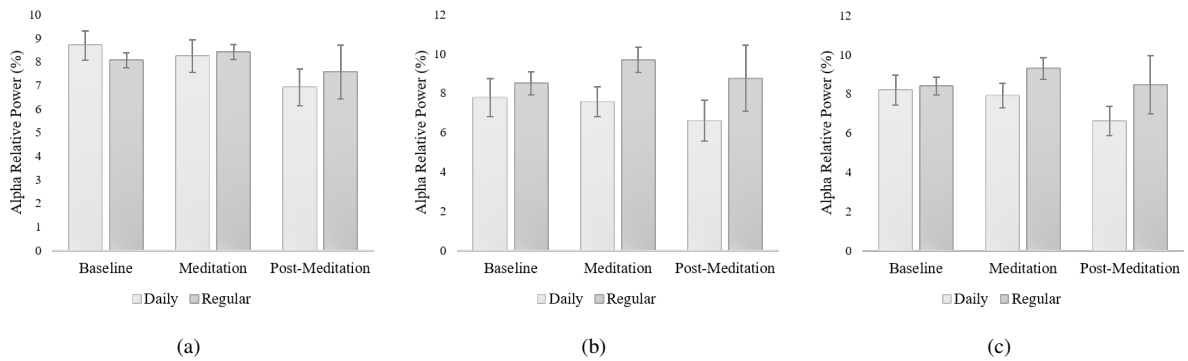 Alpha Relative Power (%)
10
9
8
7
6
5
4
3
2
1
0
Baseline Meditation Post-Meditation
Daily Regular
(a)
Alpha Relative Power (%)
12
10
8
6
4
2
0
Baseline Meditation Post-Meditation
Daily Regular
(b)
Alpha Relative Power (%)
12
10
8
6
4
2
0
Baseline Meditation Post-Meditation
Daily Regular
(c)